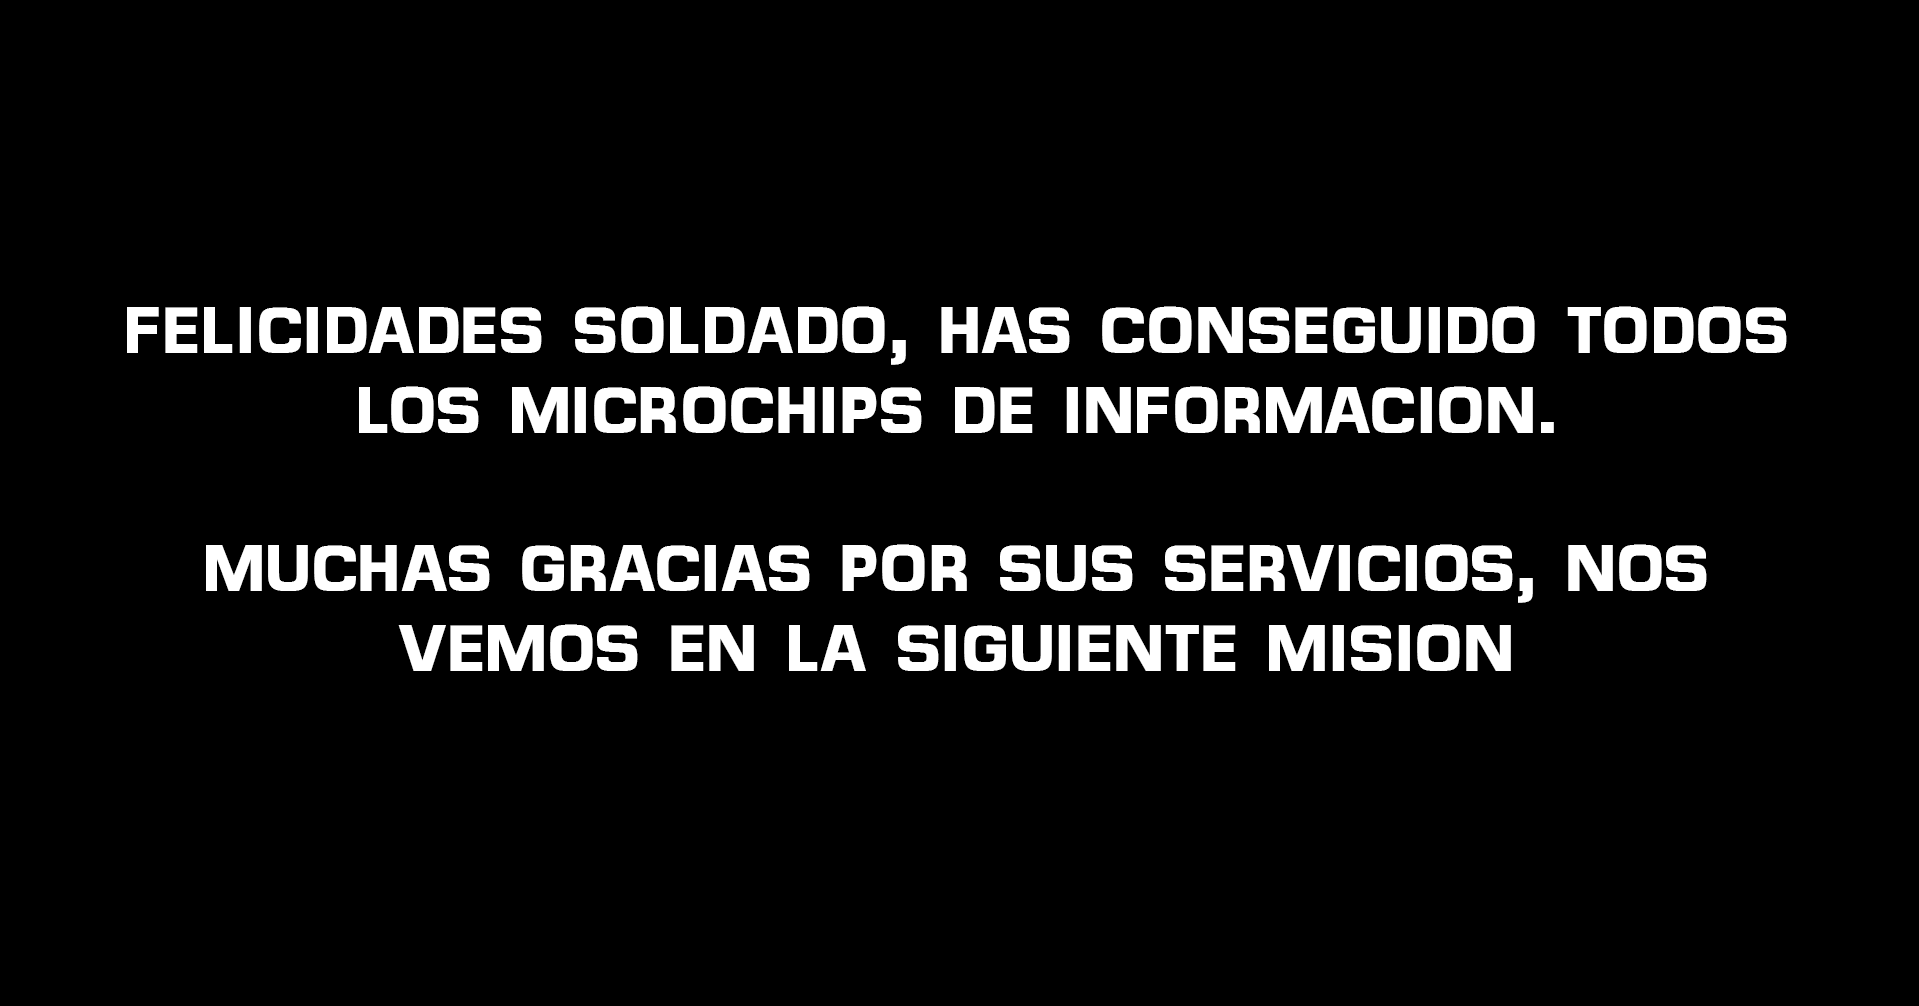 FELICIDADES SOLDADO, HAS CONSEGUIDO TODOS
LOS MICROCHIPS DE INFORMACION.
MUCHAS GRACIAS POR SUS SERVICIOS, NOS
VEMOS EN LA SIGUIENTE MISION